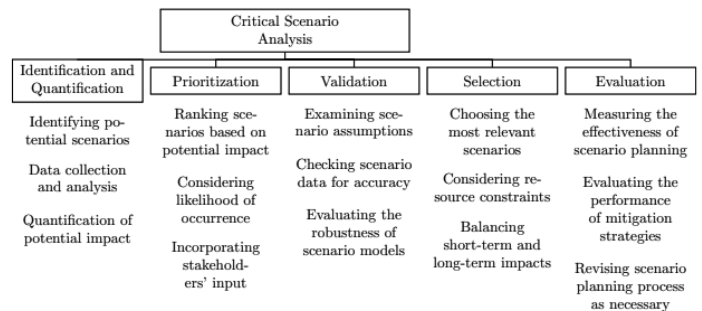 Critical Scenario
Analysis
Identification and
Quantification
Identifying po-
tential scenarios
Data collection
and analysis
Quantification of
potential impact
Prioritization
Ranking sce-
narios based on
potential impact
Considering
likelihood of
occurrence
Incorporating
stakehold-
ers' input
Validation
Examining sce-
nario assumptions
Checking scenario
data for accuracy
Evaluating the
robustness of
scenario models
Selection
Choosing the
most relevant
scenarios
Considering re-
source constraints
Balancing
short-term and
long-term impacts
Evaluation
Measuring the
effectiveness of
scenario planning
Evaluating the
performance
of mitigation
strategies
Revising scenario
planning process
as necessary